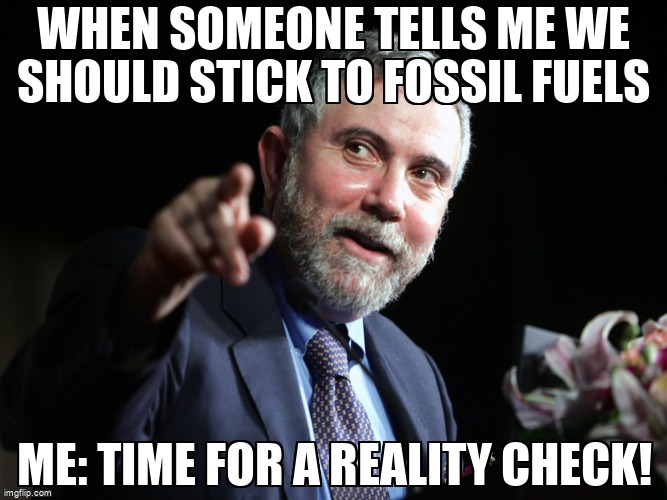 WHEN SOMEONE TELLS ME WE
SHOULD STICK TO FOSSIL FUELS
ME: TIME FOR A REALITY CHECK!
imgflip.com